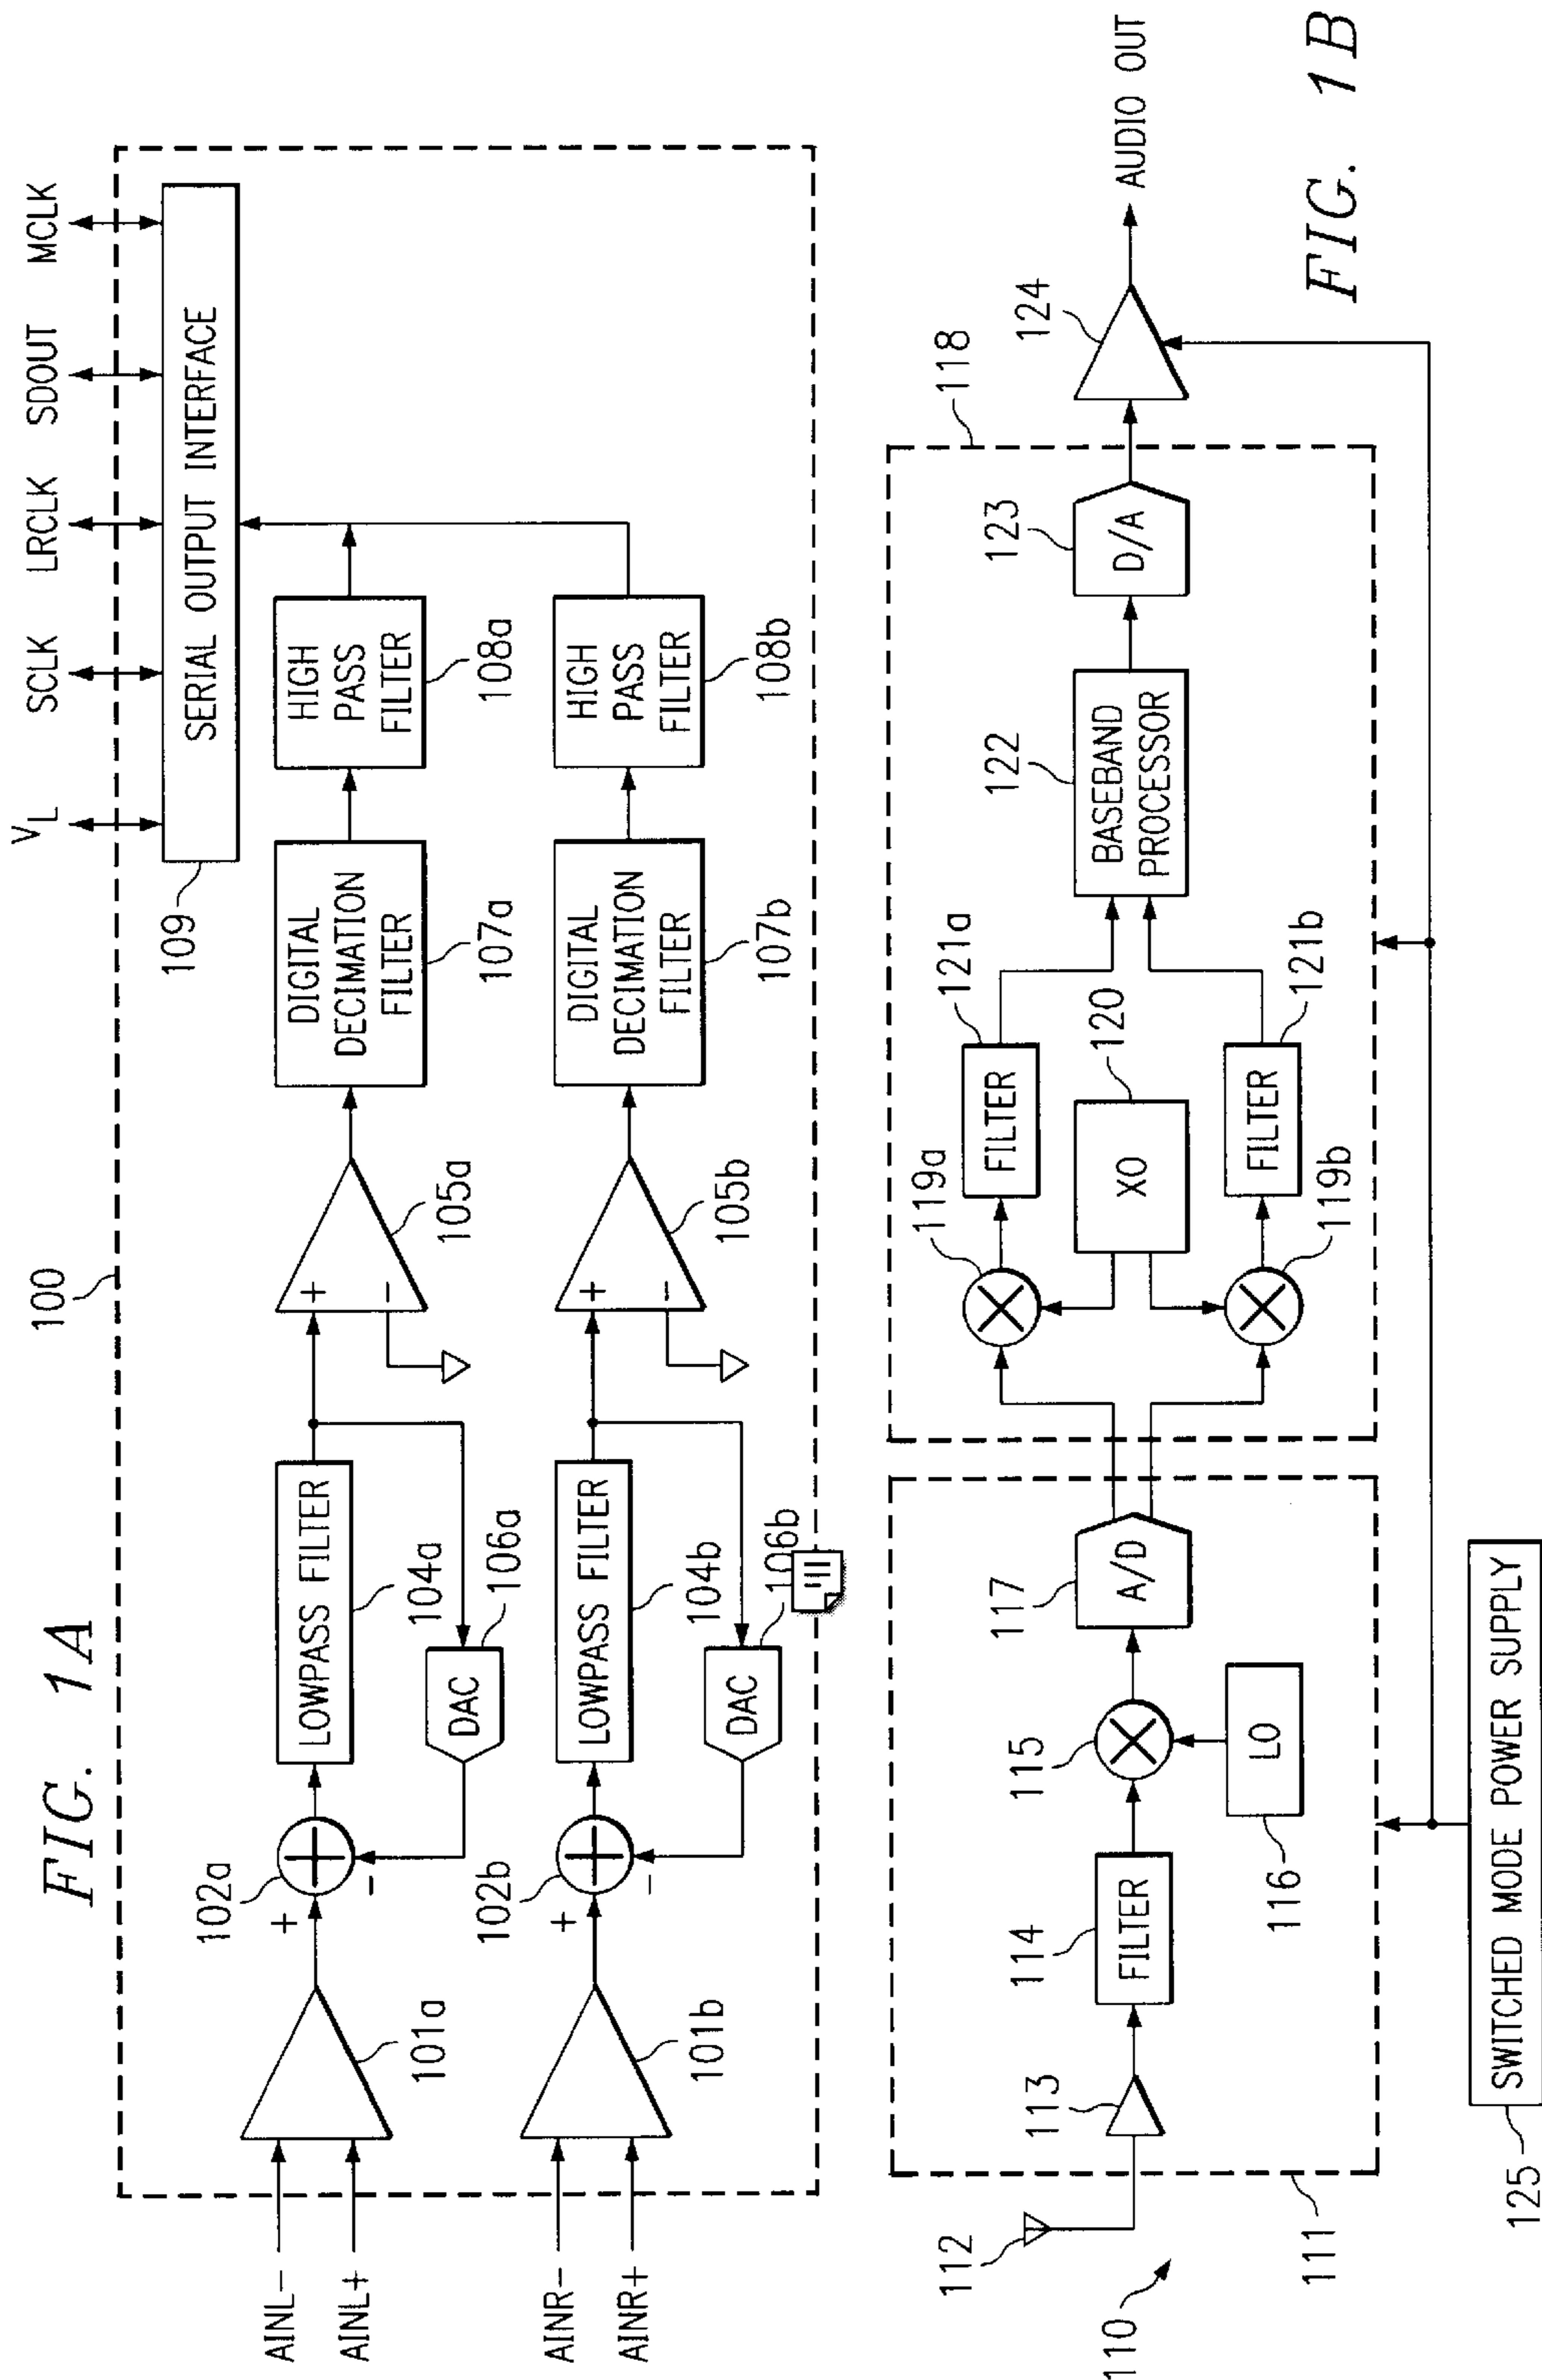 FIG. 1A
100
AINL-
AINL+
101a
102a
+
-
LOWPASS FILTER
104a
DAC
106a
+
-
105a
DIGITAL
DECIMATION
FILTER
107a
HIGH
PASS
FILTER
108a
AINR-
AINR+
101b
102b
+
-
LOWPASS FILTER
104b
DAC
106b
+
-
105b
DIGITAL
DECIMATION
FILTER
107b
HIGH
PASS
FILTER
108b
109
SERIAL OUTPUT INTERFACE
VL
SCLK
LRCLK
SDOUT
MCLK
FIG. 1B
110
111
112
113
114
FILTER
115
116
LO
117
A/D
118
119a
119b
120
XO
121a
FILTER
121b
FILTER
122
BASEBAND
PROCESSOR
123
D/A
124
AUDIO OUT
125
SWITCHED MODE POWER SUPPLY